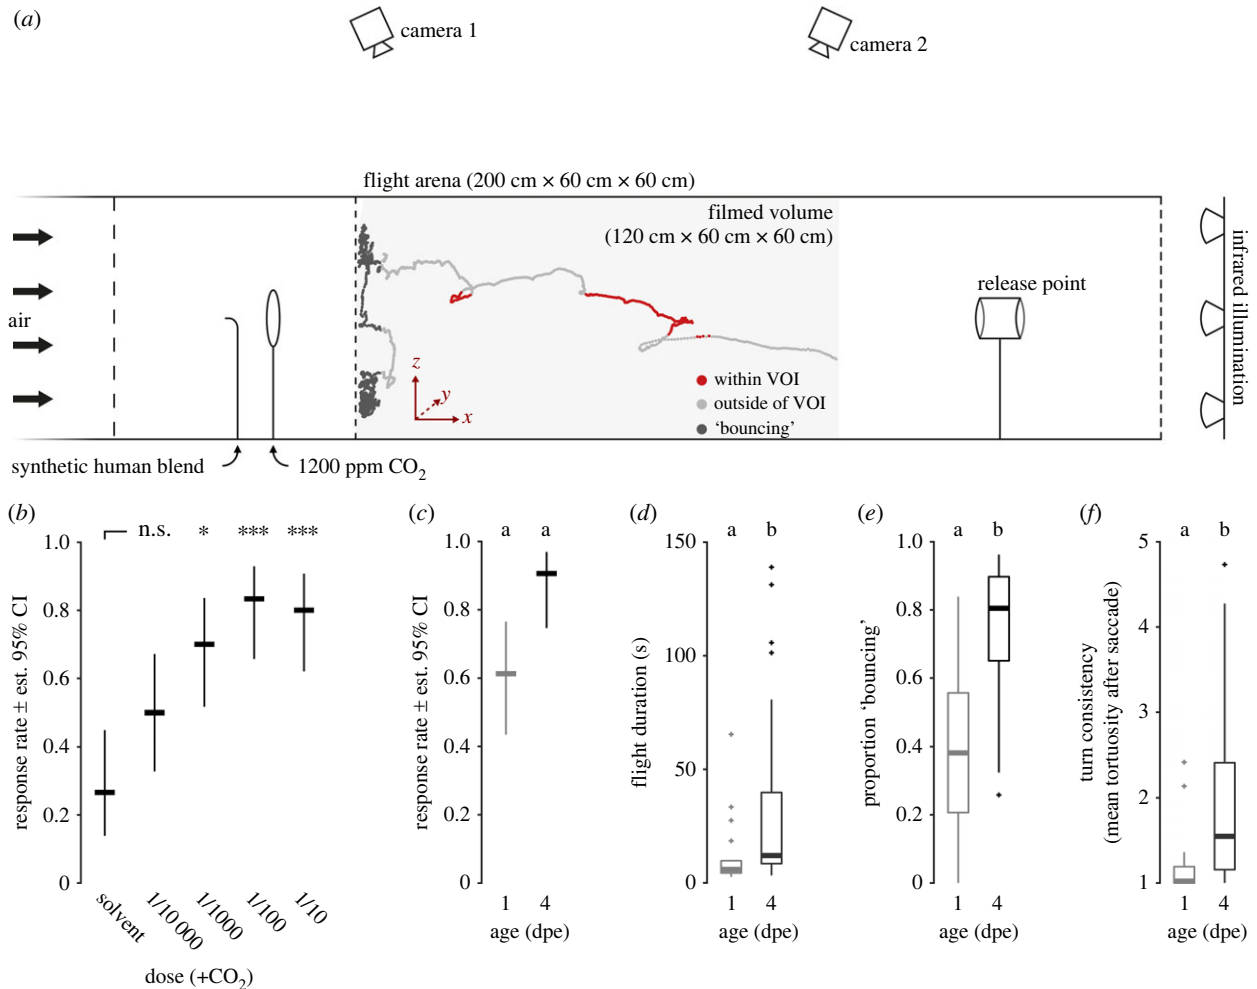 (a)
camera 1
camera 2
flight arena (200 cm × 60 cm × 60 cm)
filmed volume
(120 cm × 60 cm × 60 cm)
air
release point
infrared illumination
z
y
x
within VOI
outside of VOI
‘bouncing’
synthetic human blend
1200 ppm CO₂
(b)
n.s.
*
***
***
response rate ± est. 95% CI
1.0
0.8
0.6
0.4
0.2
0
solvent
1/10 000
1/1000
1/100
1/10
dose (+CO₂)
(c)
a
a
response rate ± est. 95% CI
1.0
0.8
0.6
0.4
0.2
0
1
4
age (dpe)
(d)
a
b
flight duration (s)
150
100
50
0
1
4
age (dpe)
(e)
a
b
proportion ‘bouncing’
1.0
0.8
0.6
0.4
0.2
0
1
4
age (dpe)
(f)
a
b
turn consistency
(mean tortuosity after saccade)
5
4
3
2
1
1
4
age (dpe)